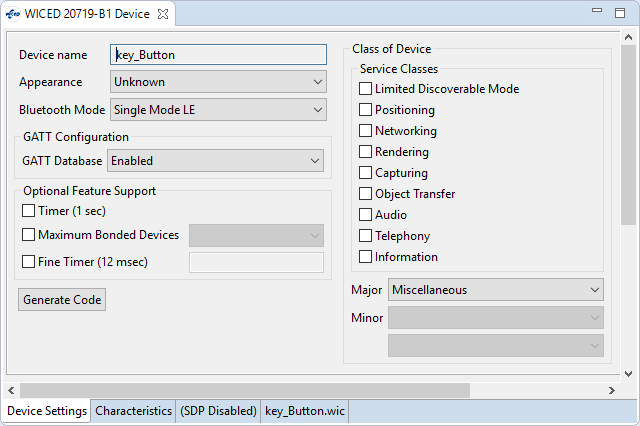 WICED 20719-B1 Device
Device name key_Button
Appearance Unknown
Bluetooth Mode Single Mode LE
GATT Configuration
GATT Database Enabled
Optional Feature Support
Timer (1 sec)
Maximum Bonded Devices
Fine Timer (12 msec)
Generate Code
Class of Device
Service Classes
Limited Discoverable Mode
Positioning
Networking
Rendering
Capturing
Object Transfer
Audio
Telephony
Information
Major Miscellaneous
Minor
Device Settings Characteristics (SDP Disabled) key_Button.wic